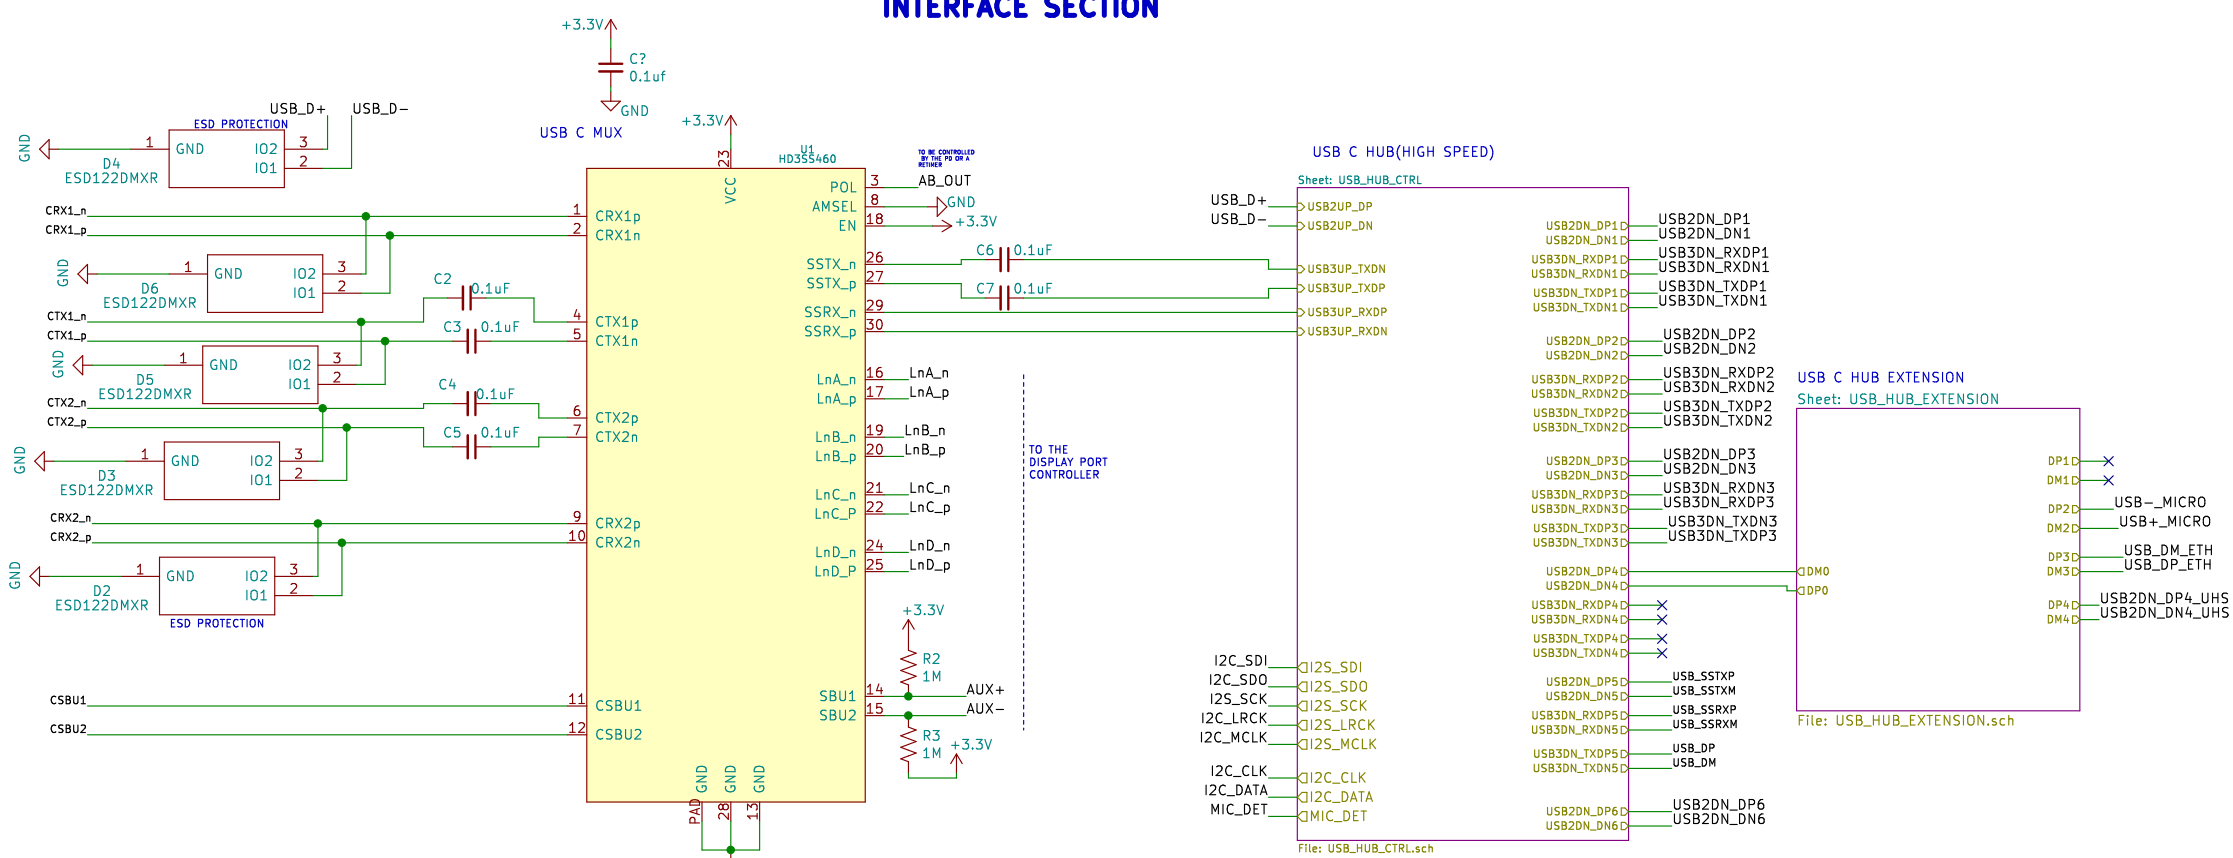 INTERFACE SECTION
+3.3V
C?
0.1uf
GND
USB C MUX
USB_D+
USB_D-
ESD PROTECTION
GND
1
GND
IO2
3
IO1
2
D4
ESD122DMXR
CRX1_n
CRX1_p
GND
1
GND
IO2
3
IO1
2
D6
ESD122DMXR
C2
0.1uF
CTX1_n
CTX1_p
C3
0.1uF
GND
1
GND
IO2
3
IO1
2
D5
ESD122DMXR
C4
0.1uF
CTX2_n
CTX2_p
C5
0.1uF
GND
1
GND
IO2
3
IO1
2
D3
ESD122DMXR
CRX2_n
CRX2_p
GND
1
GND
IO2
3
IO1
2
D2
ESD122DMXR
ESD PROTECTION
CSBU1
CSBU2
+3.3V
23
VCC
U1
HD3SS460
1 CRX1p
2 CRX1n
4 CTX1p
5 CTX1n
6 CTX2p
7 CTX2n
9 CRX2p
10 CRX2n
11 CSBU1
12 CSBU2
GND
GND
GND
PAD
28
13
POL 3
AMSEL 8
EN 18
SSTX_n 26
SSTX_p 27
SSRX_n 29
SSRX_p 30
LnA_n 16
LnA_p 17
LnB_n 19
LnB_p 20
LnC_n 21
LnC_P 22
LnD_n 24
LnD_P 25
SBU1 14
SBU2 15
TO BE CONTROLLED
BY THE PD OR A
RETIMER
AB_OUT
GND
+3.3V
C6
0.1uF
C7
0.1uF
LnA_n
LnA_p
LnB_n
LnB_p
LnC_n
LnC_p
LnD_n
LnD_p
TO THE
DISPLAY PORT
CONTROLLER
+3.3V
R2
1M
AUX+
AUX-
R3
1M
+3.3V
USB C HUB(HIGH SPEED)
Sheet: USB_HUB_CTRL
USB_D+
USB_D-
USB2UP_DP
USB2UP_DN
USB3UP_TXDN
USB3UP_TXDP
USB3UP_RXDP
USB3UP_RXDN
I2C_SDI
I2C_SDO
I2S_SCK
I2C_LRCK
I2C_MCLK
I2C_CLK
I2C_DATA
MIC_DET
I2S_SDI
I2S_SDO
I2S_SCK
I2S_LRCK
I2S_MCLK
I2C_CLK
I2C_DATA
MIC_DET
File: USB_HUB_CTRL.sch
USB2DN_DP1
USB2DN_DN1
USB3DN_RXDP1
USB3DN_RXDN1
USB3DN_TXDP1
USB3DN_TXDN1
USB2DN_DP2
USB2DN_DN2
USB3DN_RXDP2
USB3DN_RXDN2
USB3DN_TXDP2
USB3DN_TXDN2
USB2DN_DP3
USB2DN_DN3
USB3DN_RXDP3
USB3DN_RXDN3
USB3DN_TXDP3
USB3DN_TXDN3
USB2DN_DP4
USB2DN_DN4
USB3DN_RXDP4
USB3DN_RXDN4
USB3DN_TXDP4
USB3DN_TXDN4
USB2DN_DP5
USB2DN_DN5
USB3DN_RXDP5
USB3DN_RXDN5
USB3DN_TXDP5
USB3DN_TXDN5
USB2DN_DP6
USB2DN_DN6
USB2DN_DP1
USB2DN_DN1
USB3DN_RXDP1
USB3DN_RXDN1
USB3DN_TXDP1
USB3DN_TXDN1
USB2DN_DP2
USB2DN_DN2
USB3DN_RXDP2
USB3DN_RXDN2
USB3DN_TXDP2
USB3DN_TXDN2
USB2DN_DP3
USB2DN_DN3
USB3DN_RXDN3
USB3DN_RXDP3
USB3DN_TXDN3
USB3DN_TXDP3
USB_SSTXP
USB_SSTXM
USB_SSRXP
USB_SSRXM
USB_DP
USB_DM
USB2DN_DP6
USB2DN_DN6
USB C HUB EXTENSION
Sheet: USB_HUB_EXTENSION
DM0
DP0
DP1
DM1
DP2
DM2
DP3
DM3
DP4
DM4
USB-_MICRO
USB+_MICRO
USB_DM_ETH
USB_DP_ETH
USB2DN_DP4_UHS
USB2DN_DN4_UHS
File: USB_HUB_EXTENSION.sch